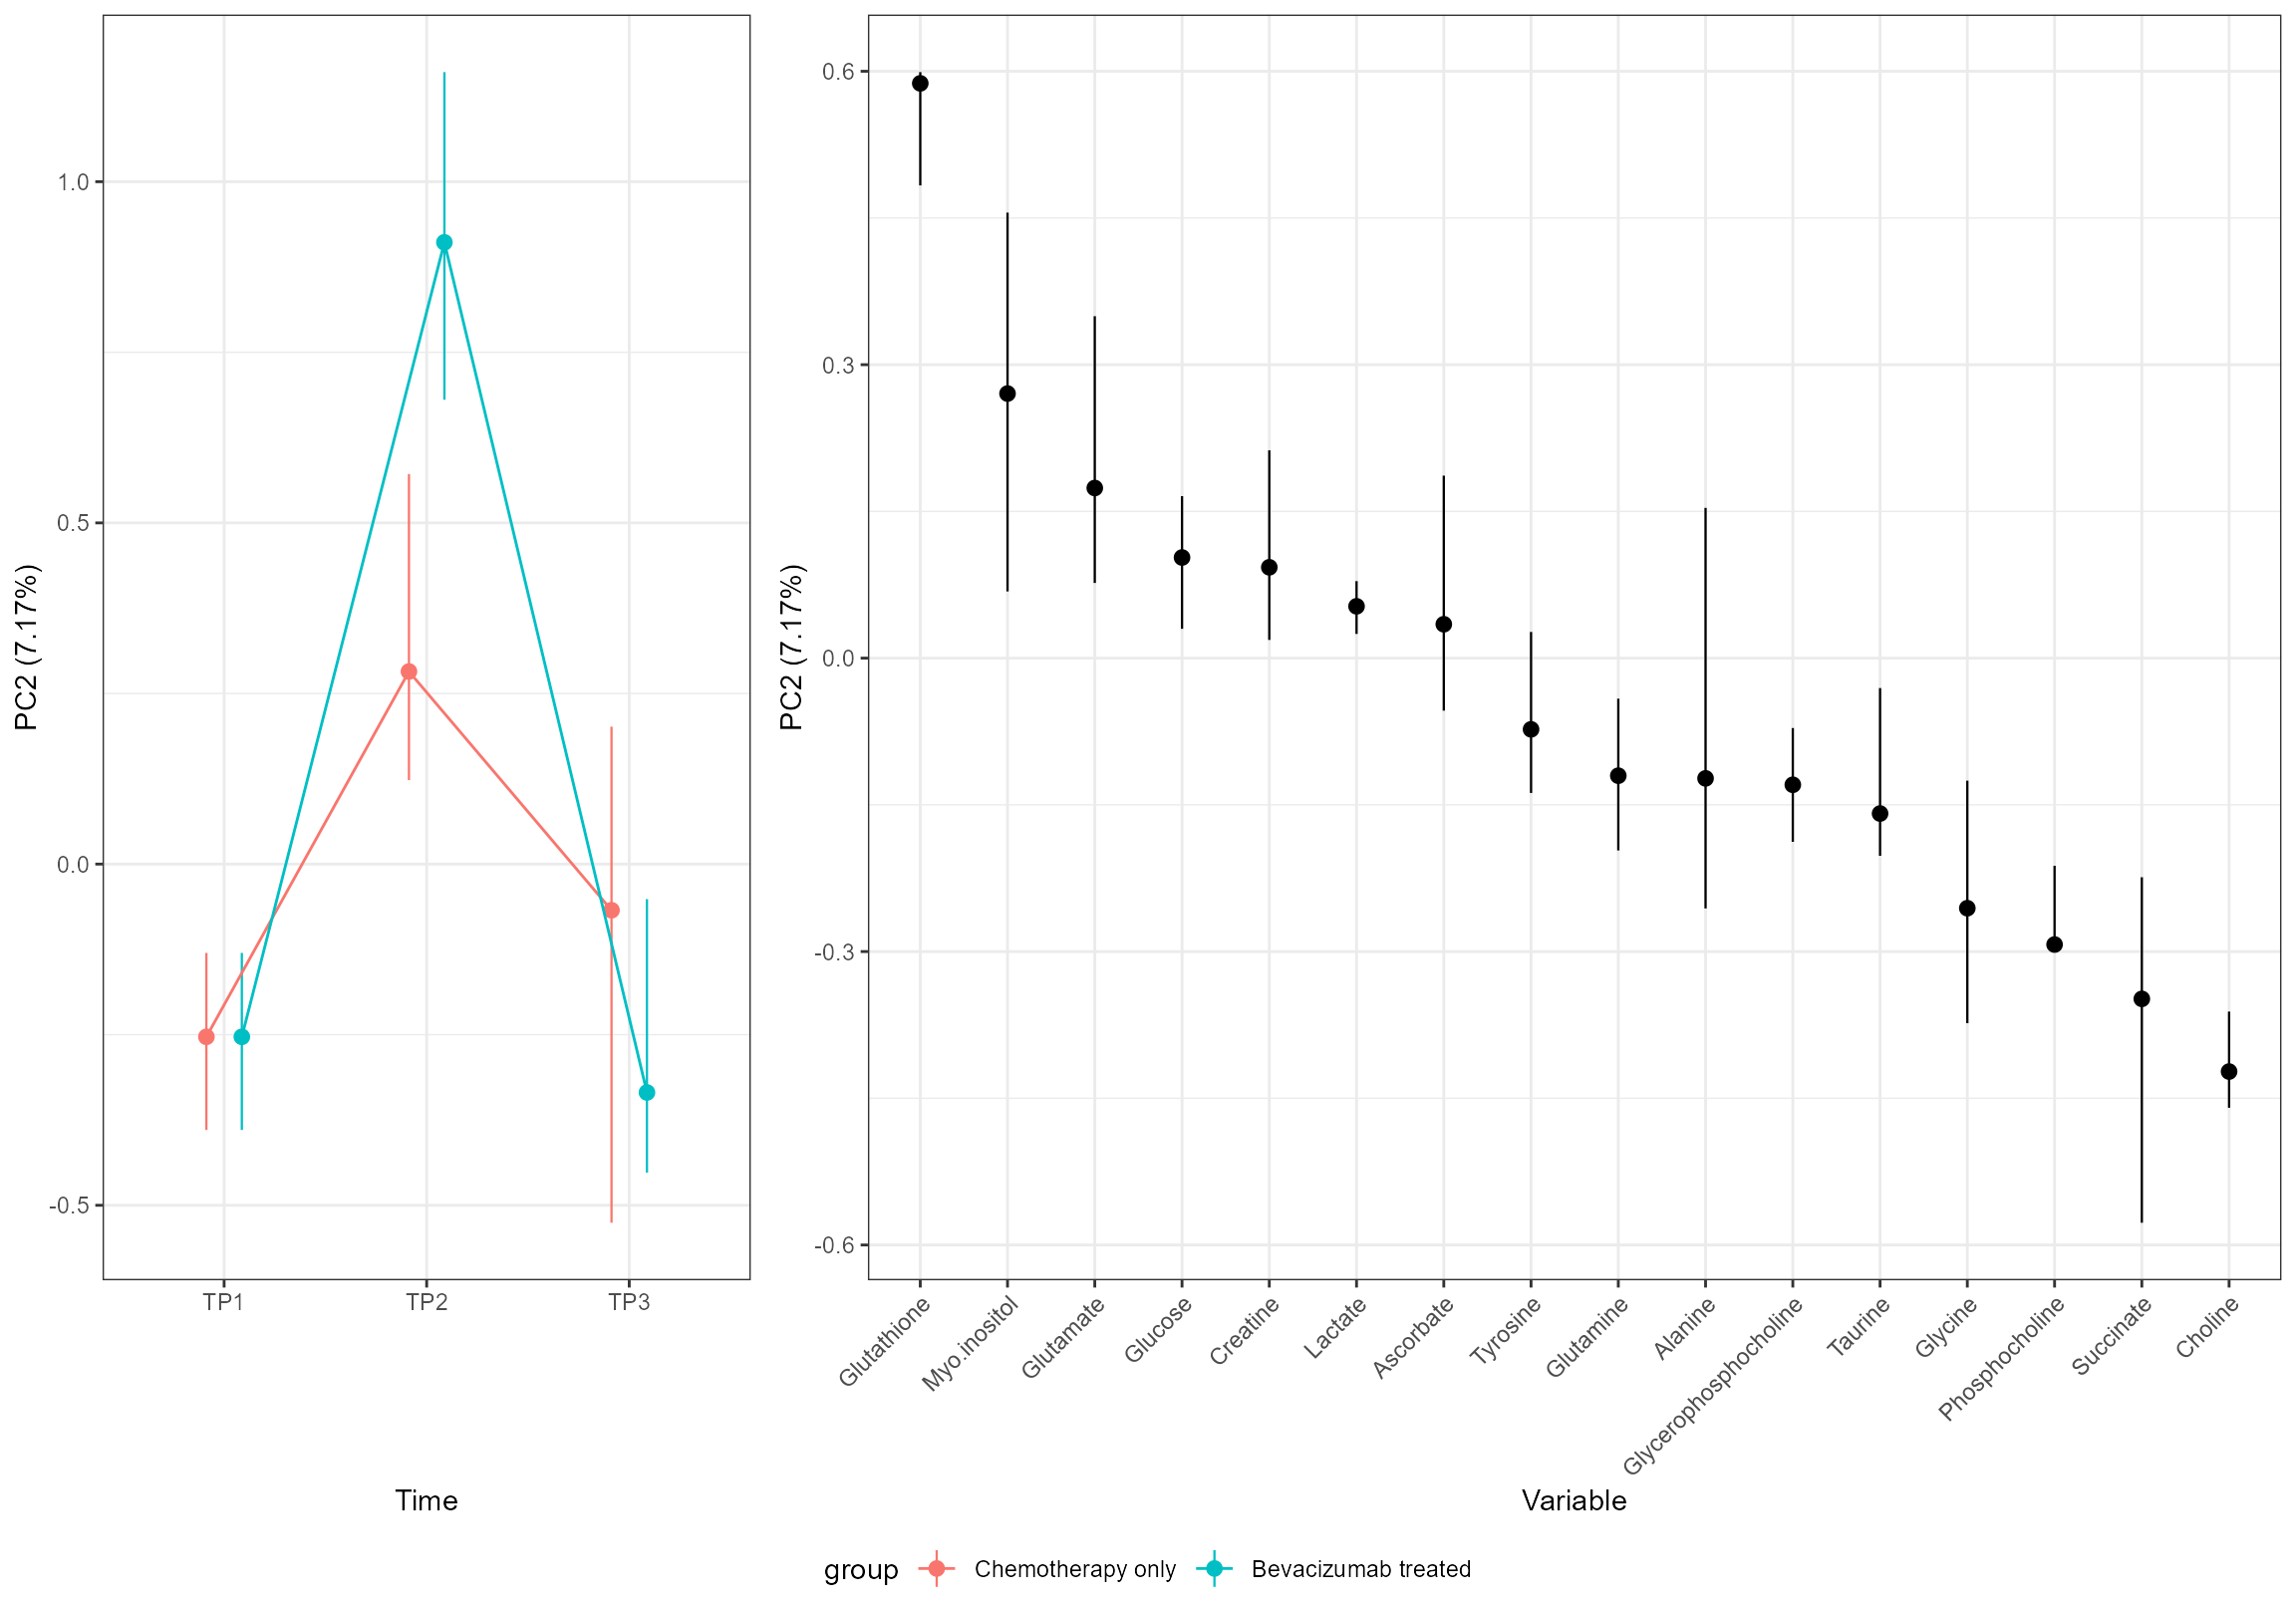 PC2 (7.17%)
1.0
0.5
0.0
-0.5
TP1 TP2 TP3
Time
PC2 (7.17%)
0.6
0.3
0.0
-0.3
-0.6
Glutathione
Myo.inositol
Glutamate
Glucose
Creatine
Lactate
Ascorbate
Tyrosine
Glutamine
Alanine
Glycerophosphocholine
Taurine
Glycine
Phosphocholine
Succinate
Choline
Variable
group Chemotherapy only Bevacizumab treated